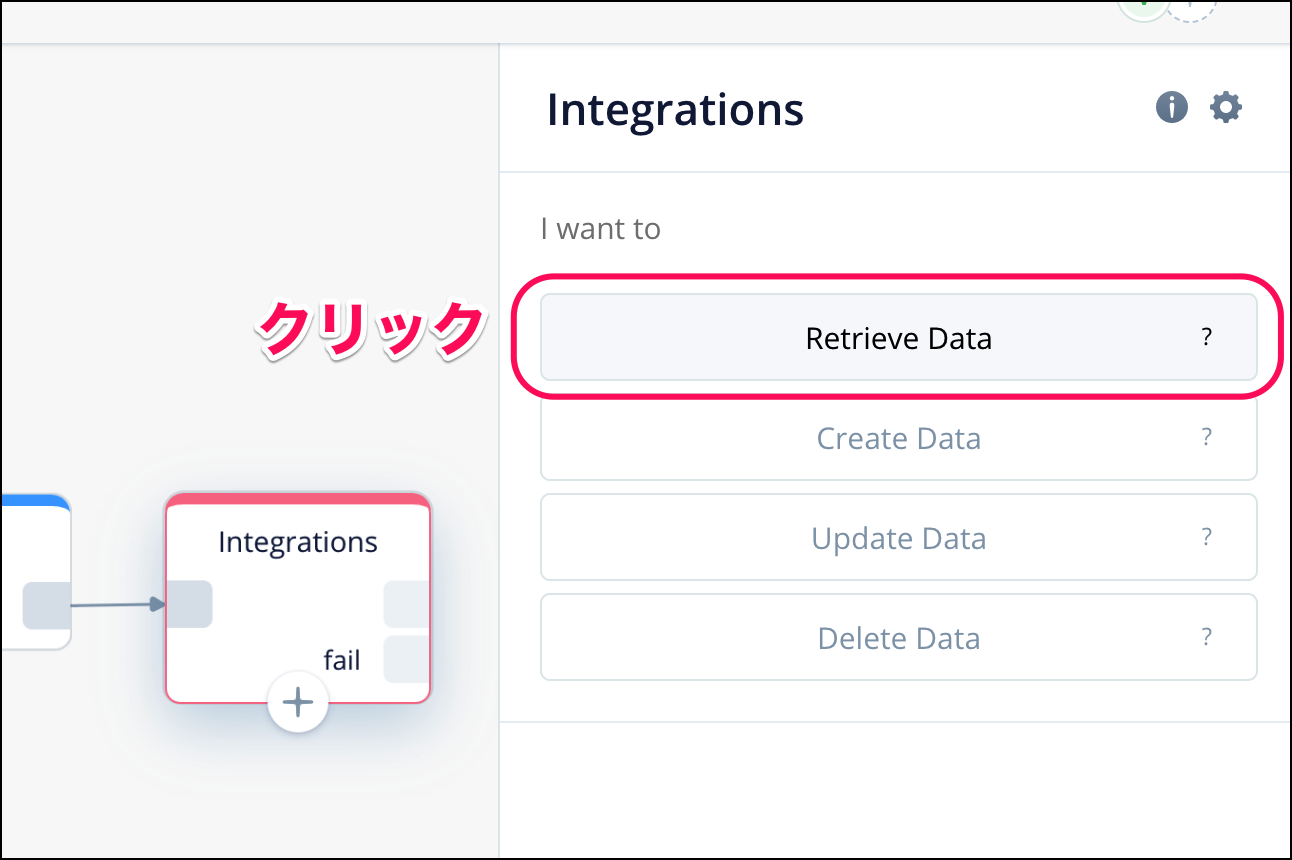 Integrations
I want to
クリック
Retrieve Data ?
Create Data ?
Update Data ?
Delete Data ?
Integrations
fail